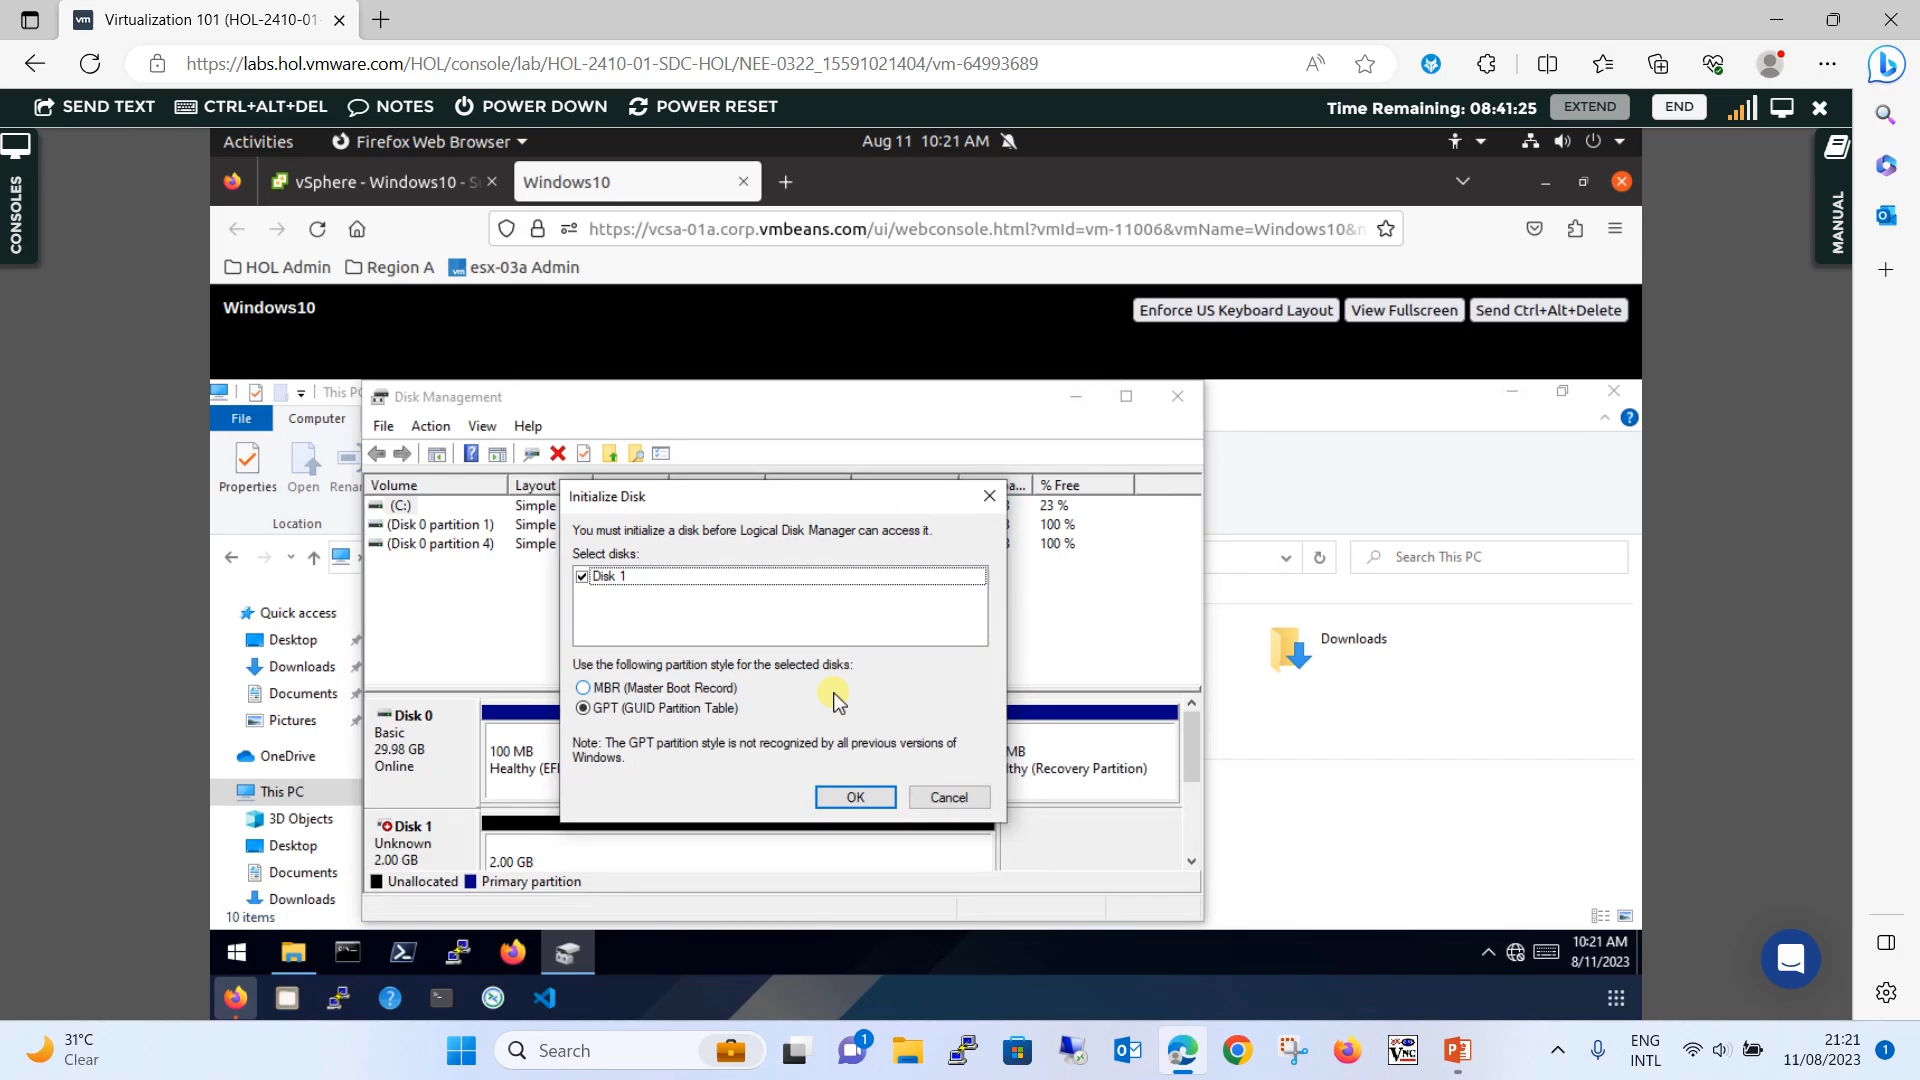 Virtualization 101 (HOL-2410-01
https://labs.hol.vmware.com/HOL/console/lab/HOL-2410-01-SDC-HOL/NEE-0322_15591021404/vm-64993689
SEND TEXT
CTRL+ALT+DEL
NOTES
POWER DOWN
POWER RESET
Time Remaining: 08:41:25
EXTEND
END
CONSOLES
MANUAL
Activities
Firefox Web Browser
Aug 11 10:21 AM
vSphere - Windows10 - S
Windows10
https://vcsa-01a.corp.vmbeans.com/ui/webconsole.html?vmId=vm-11006&vmName=Windows10&
HOL Admin
Region A
esx-03a Admin
Windows10
Enforce US Keyboard Layout
View Fullscreen
Send Ctrl+Alt+Delete
This PC
Disk Management
File
Computer
File
Action
View
Help
Properties
Open
Location
Volume
Layout
% Free
(C:)
Simple
23 %
(Disk 0 partition 1)
Simple
100 %
(Disk 0 partition 4)
Simple
100 %
Initialize Disk
You must initialize a disk before Logical Disk Manager can access it.
Select disks:
Disk 1
Use the following partition style for the selected disks:
MBR (Master Boot Record)
GPT (GUID Partition Table)
Note: The GPT partition style is not recognized by all previous versions of
Windows.
OK
Cancel
Search This PC
Downloads
Quick access
Desktop
Downloads
Documents
Pictures
OneDrive
This PC
3D Objects
Desktop
Documents
Downloads
10 items
Disk 0
Basic
29.98 GB
Online
100 MB
Healthy (EFI
MB
thy (Recovery Partition)
Disk 1
Unknown
2.00 GB
2.00 GB
Unallocated
Primary partition
10:21 AM
8/11/2023
31°C
Clear
Search
1
ENG
INTL
21:21
11/08/2023
1